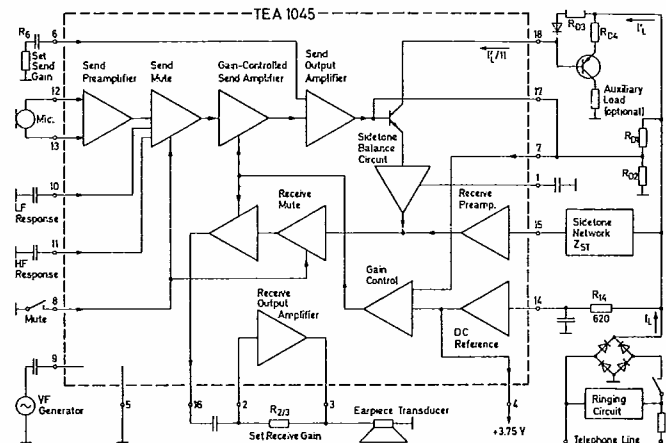 TEA 1045
R6
6
Set
Send
Gain
Send
Preamplifier
Send
Mute
Gain-Controlled
Send Amplifier
Send
Output
Amplifier
I'L/11
18
RD3
RD4
I'L
Auxiliary
Load
(optional)
12
Mic.
13
17
Sidetone
Balance
Circuit
7
RD1
RD2
1
10
LF
Response
Receive
Mute
Receive
Preamp.
15
Sidetone
Network
ZST
11
HF
Response
Gain
Control
8
Mute
Receive
Output
Amplifier
14
R14
620
IL
DC
Reference
9
VF
Generator
5
16
2
R2/3
3
Set Receive Gain
Earpiece Transducer
4
+3.75 V
Ringing
Circuit
Telephone Line